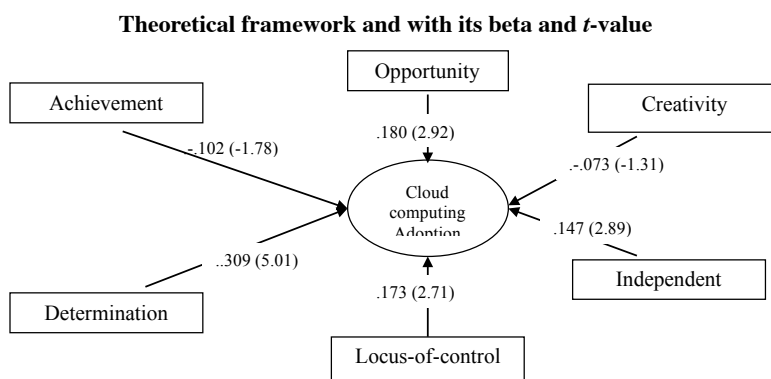 Theoretical framework and with its beta and t-value
Opportunity
Achievement
Creativity
.180 (2.92)
-.102 (-1.78)
.-.073 (-1.31)
Cloud
computing
Adoption
.147 (2.89)
..309 (5.01)
.173 (2.71)
Independent
Determination
Locus-of-control